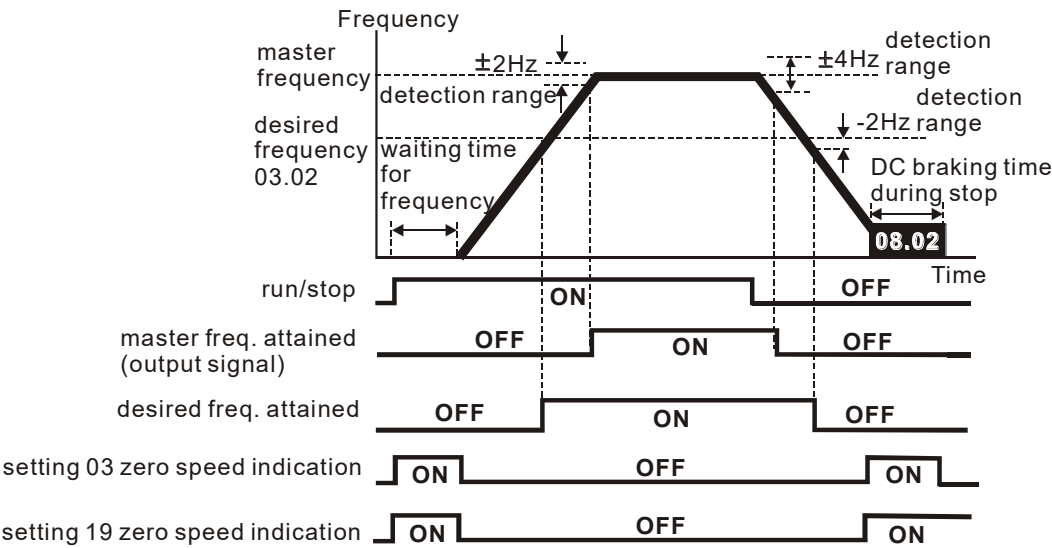 Frequency
master
frequency
±2Hz
detection range
±4Hz
detection
range
detection
-2Hz range
desired
frequency
03.02
waiting time
for
frequency
DC braking time
during stop
08.02
Time
run/stop
ON
OFF
master freq. attained
(output signal)
OFF
ON
OFF
desired freq. attained
OFF
ON
OFF
setting 03 zero speed indication
ON
OFF
ON
setting 19 zero speed indication
ON
OFF
ON